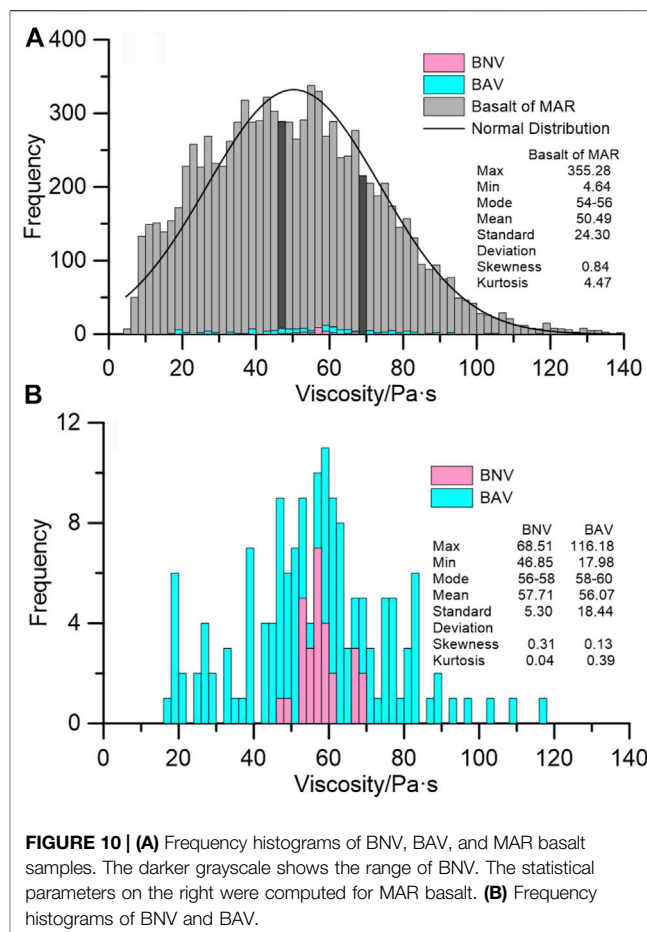 A
400
300
200
100
0
Frequency
BNV
BAV
Basalt of MAR
Normal Distribution
Basalt of MAR
Max 355.28
Min 4.64
Mode 54-56
Mean 50.49
Standard 24.30
Deviation
Skewness 0.84
Kurtosis 4.47
20 40 60 80 100 120 140
Viscosity/Pa·s
B
12
9
6
3
0
Frequency
BNV
BAV
BNV BAV
Max 68.51 116.18
Min 46.85 17.98
Mode 56-58 58-60
Mean 57.71 56.07
Standard 5.30 18.44
Deviation
Skewness 0.31 0.13
Kurtosis 0.04 0.39
0 20 40 60 80 100 120 140
Viscosity/Pa·s
FIGURE 10 | (A) Frequency histograms of BNV, BAV, and MAR basalt
samples. The darker grayscale shows the range of BNV. The statistical
parameters on the right were computed for MAR basalt. (B) Frequency
histograms of BNV and BAV.